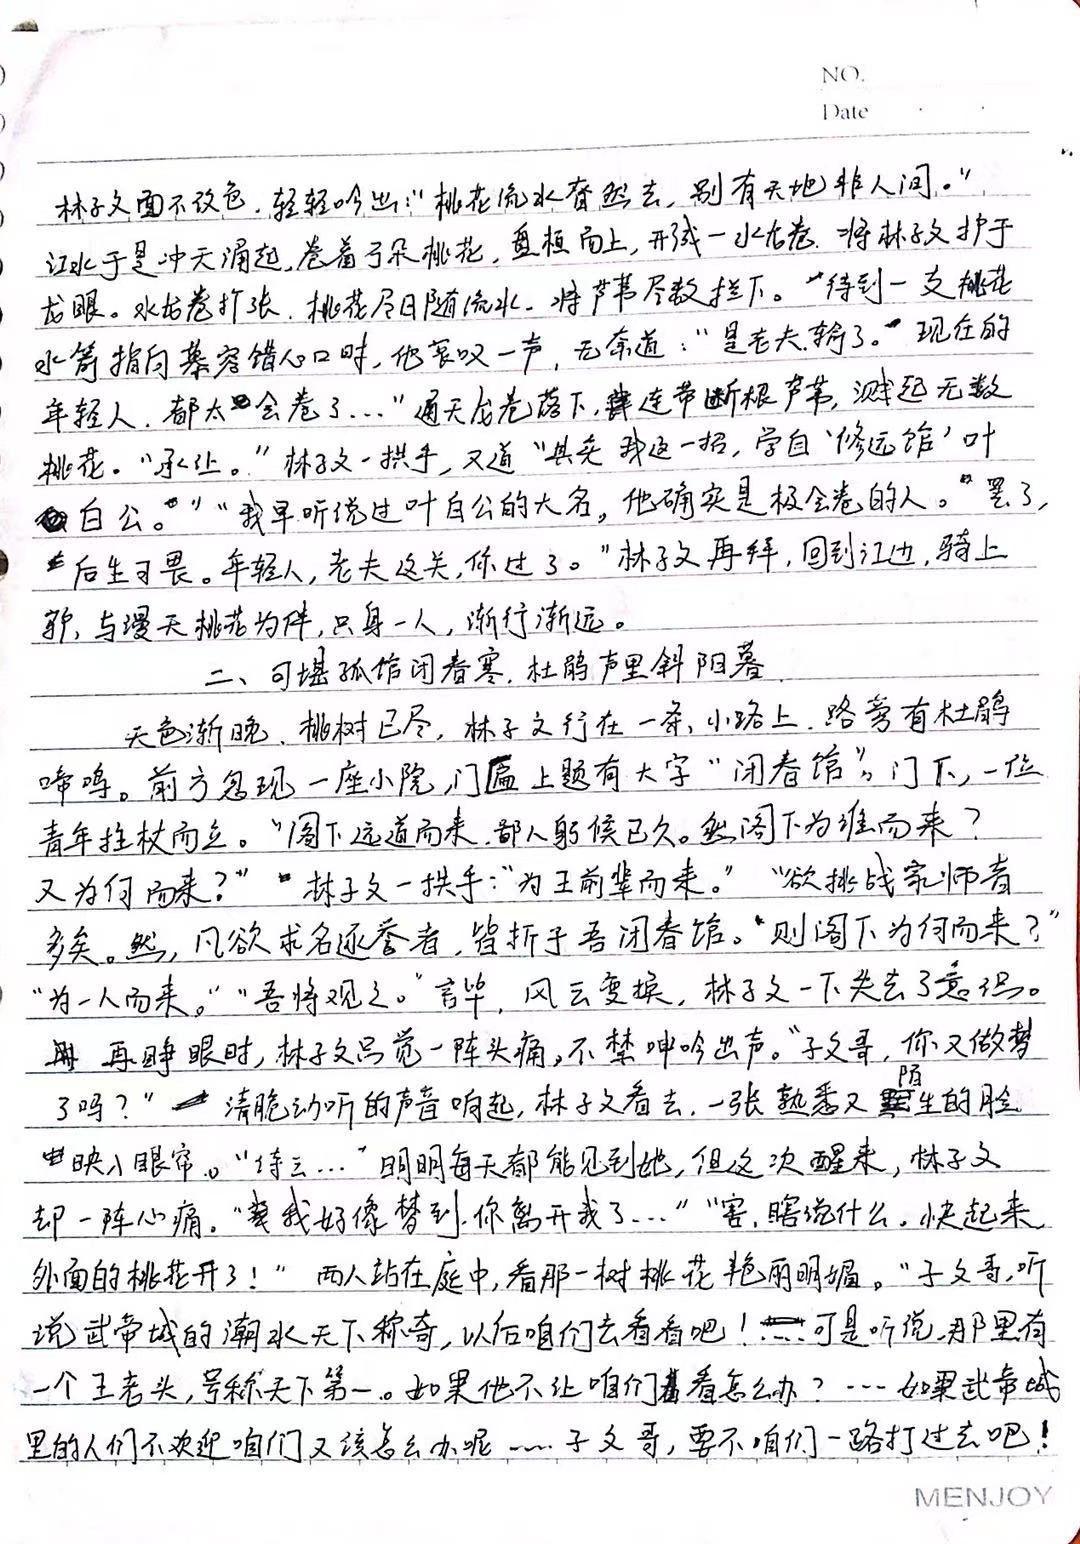 NO.
Date
林子文面不改色，轻轻吟出：“桃花流水杳然去，别有天地非人间。”
江水于是冲天涌起，卷着弓朵桃花，盘桓而上，形成一水龙卷，将林子文护于
龙眼。水龙卷扩张，桃花尽日随流水，将芦苇尽数拦下。“待到一支桃花
水箭指向慕容错心口时，他哀叹一声，无奈道：“是老夫输了。”现在的
年轻人，都太会卷了...”通天龙卷落下，连带断根芦苇，溅起无数
桃花。“承让。”林子文一拱手，又道“其实我这一招，学自‘修远馆’叶
白公。”“我早听说过叶白公的大名，他确实是极会卷的人。”罢了，
后生可畏。年轻人，老夫这关，你过了。”林子文再拜，回到江边，骑上
驴，与漫天桃花为伴，只身一人，渐行渐远。
二、可堪孤馆闭春寒，杜鹃声里斜阳暮
天色渐晚，桃树已尽，林子文行在一条小路上，路旁有杜鹃
啼鸣。前方忽现一座小院，门匾上题有大字“闭春馆”。门下，一位
青年拄杖而立。“阁下远道而来，鄙人躬候已久。然阁下为谁而来？
又为何而来？”林子文一拱手：“为王前辈而来。”“欲挑战家师者
多矣。然，凡欲求名逐誉者，皆折于吾闭春馆。“则阁下为何而来？”
“为一人而来。”“吾将观之。”言毕，风云变换，林子文一下失去了意识。
再睁眼时，林子文只觉一阵头痛，不禁呻吟出声。“子文哥，你又做梦
了吗？”清脆动听的声音响起，林子文看去，一张熟悉又陌生的脸
映入眼帘。“待云...”明明每天都能见到她，但这次醒来，林子文
却一阵心痛。“我好像梦到你离开我了...”“害，瞎说什么。快起来，
外面的桃花开了！”两人站在庭中，看那一树桃花艳丽明媚。“子文哥，听
说武帝城的潮水天下称奇，以后咱们去看看吧！可是听说，那里有
一个王老头，号称天下第一。如果他不让咱们看怎么办？...如果武帝城
里的人们不欢迎咱们又该怎么办呢......子文哥，要不咱们一路打过去吧！
MENJOY